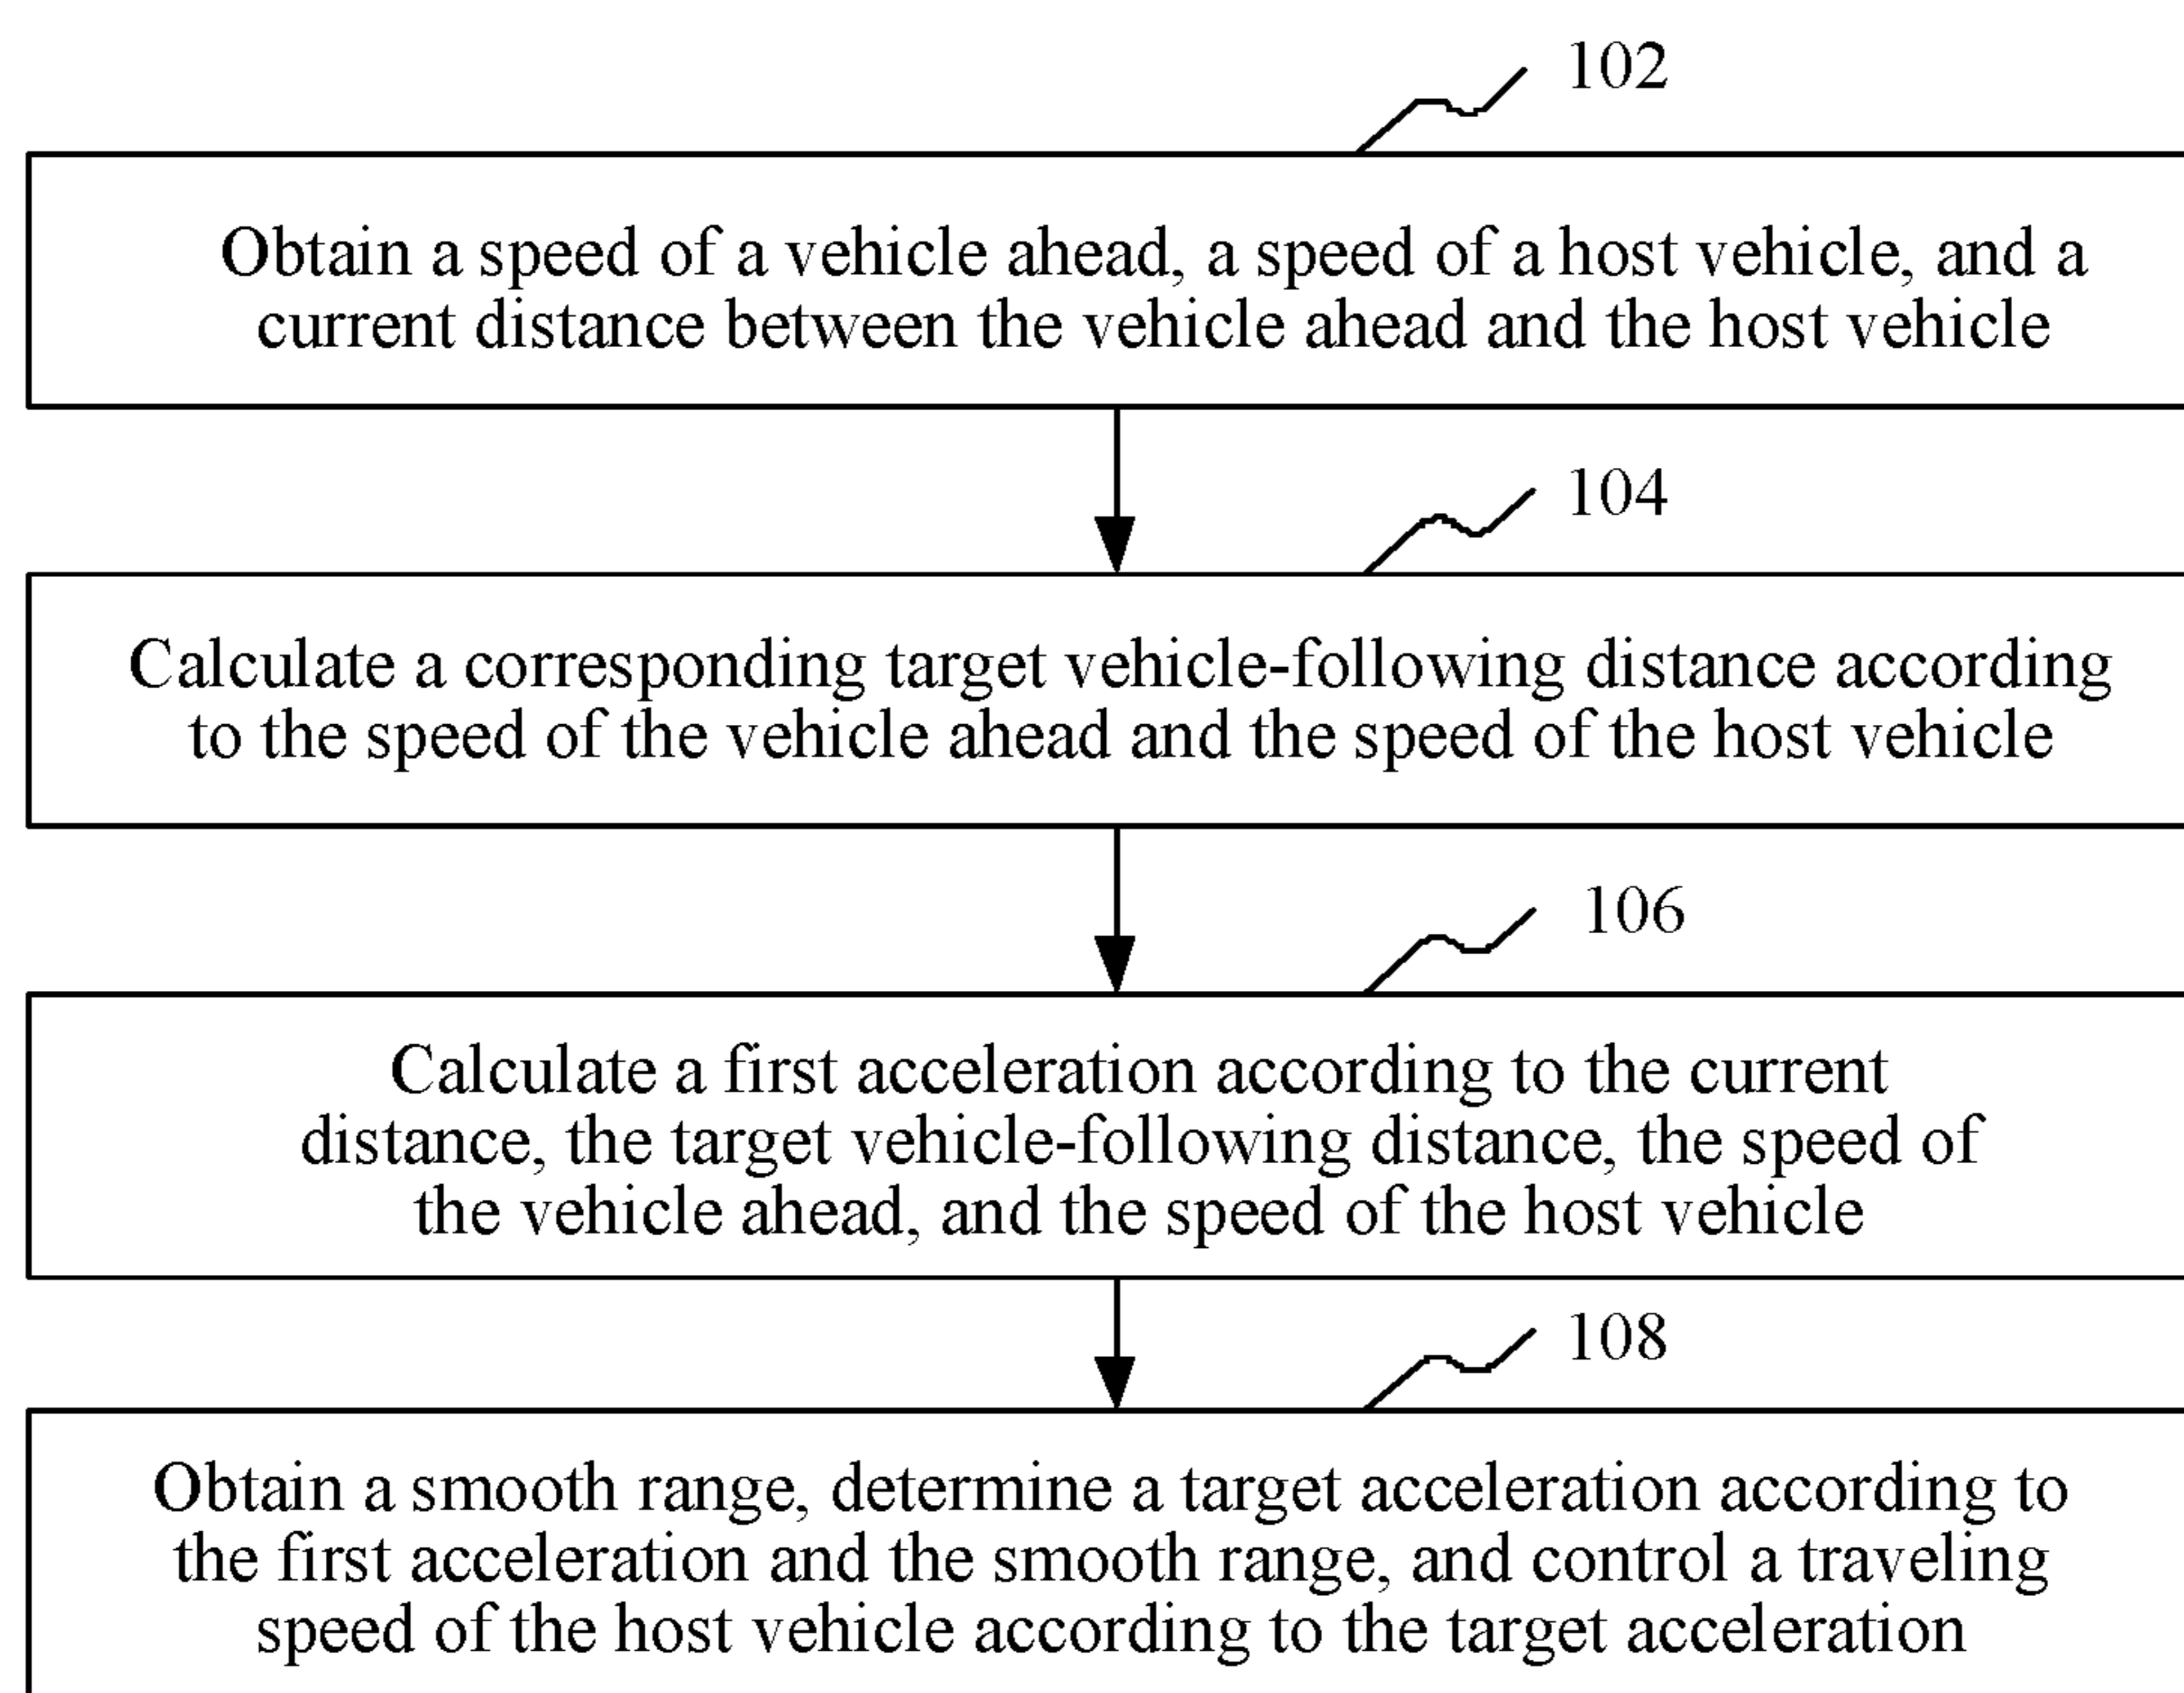 102
Obtain a speed of a vehicle ahead, a speed of a host vehicle, and a
current distance between the vehicle ahead and the host vehicle
104
Calculate a corresponding target vehicle-following distance according
to the speed of the vehicle ahead and the speed of the host vehicle
106
Calculate a first acceleration according to the current
distance, the target vehicle-following distance, the speed of
the vehicle ahead, and the speed of the host vehicle
108
Obtain a smooth range, determine a target acceleration according to
the first acceleration and the smooth range, and control a traveling
speed of the host vehicle according to the target acceleration